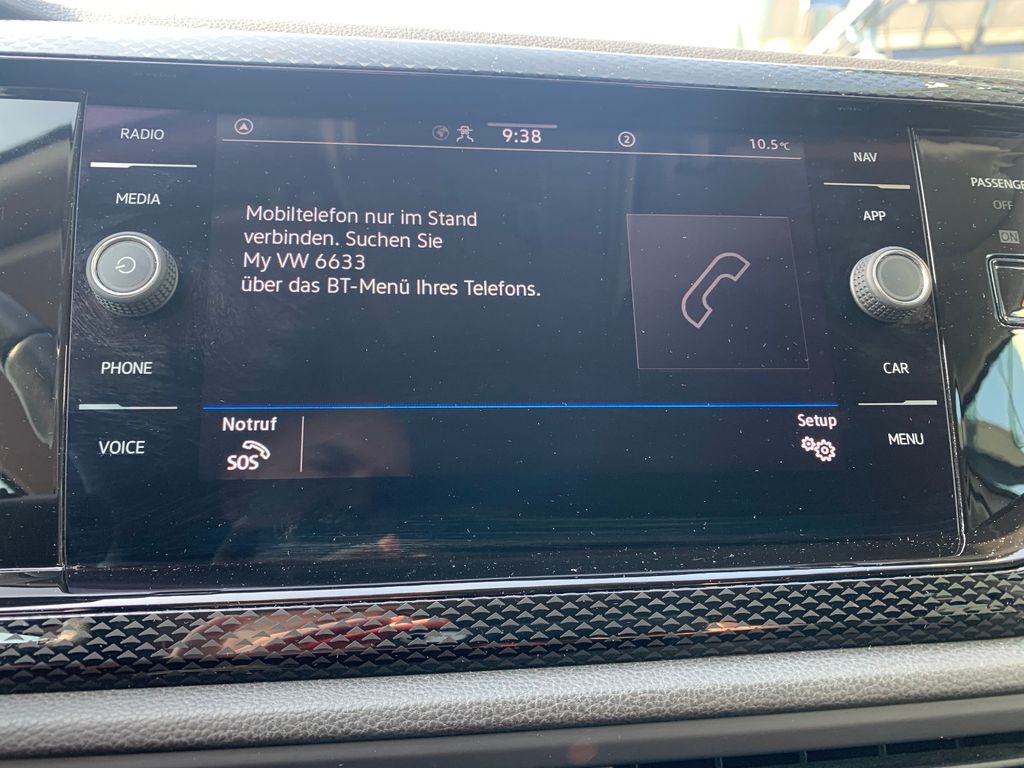 RADIO
9:38
2
10.5°C
NAV
MEDIA
APP
PASSENGE
OFF
ON
Mobiltelefon nur im Stand
verbinden. Suchen Sie
My VW 6633
über das BT-Menü Ihres Telefons.
PHONE
CAR
VOICE
Notruf
SOS
Setup
MENU